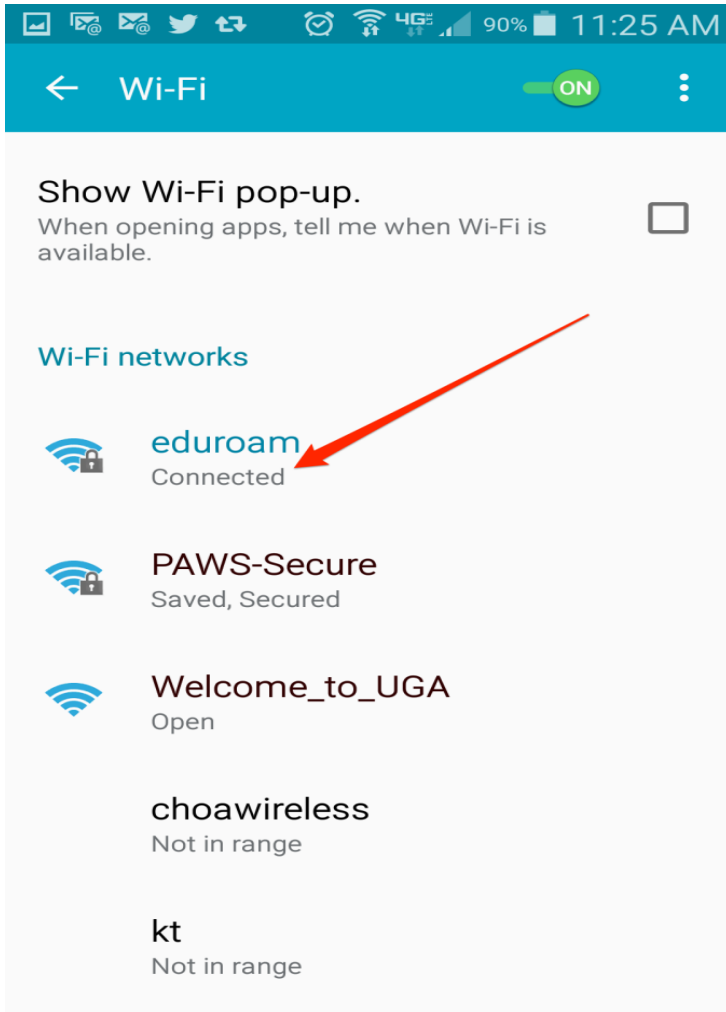 4G 90% 11:25 AM
Wi-Fi ON
Show Wi-Fi pop-up.
When opening apps, tell me when Wi-Fi is
available.
Wi-Fi networks
eduroam
Connected
PAWS-Secure
Saved, Secured
Welcome_to_UGA
Open
choawireless
Not in range
kt
Not in range